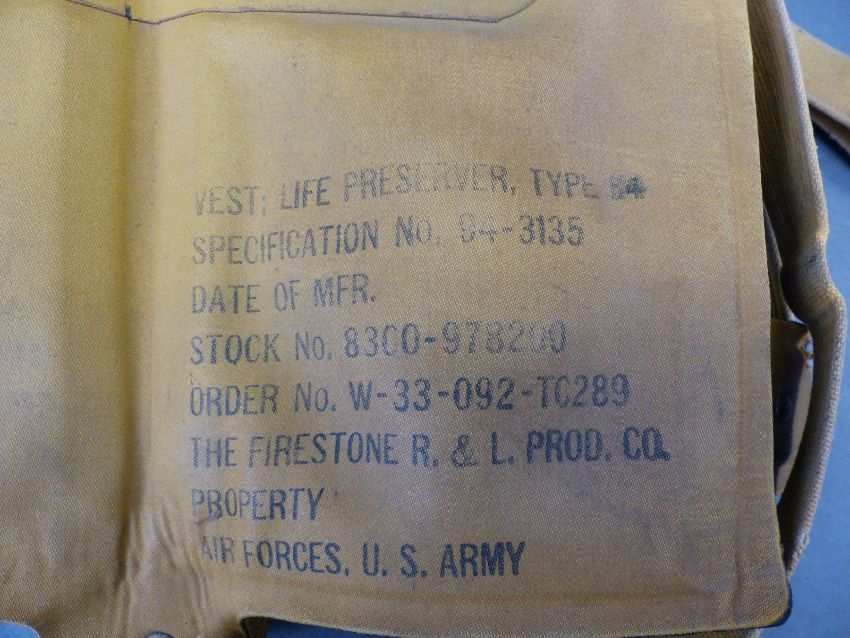 VEST; LIFE PRESERVER, TYPE B4
SPECIFICATION No. 94-3135
DATE OF MFR.
STOCK No. 8300-978200
ORDER No. W-33-092-TC289
THE FIRESTONE R. & L. PROD. CO.
PROPERTY
AIR FORCES, U. S. ARMY